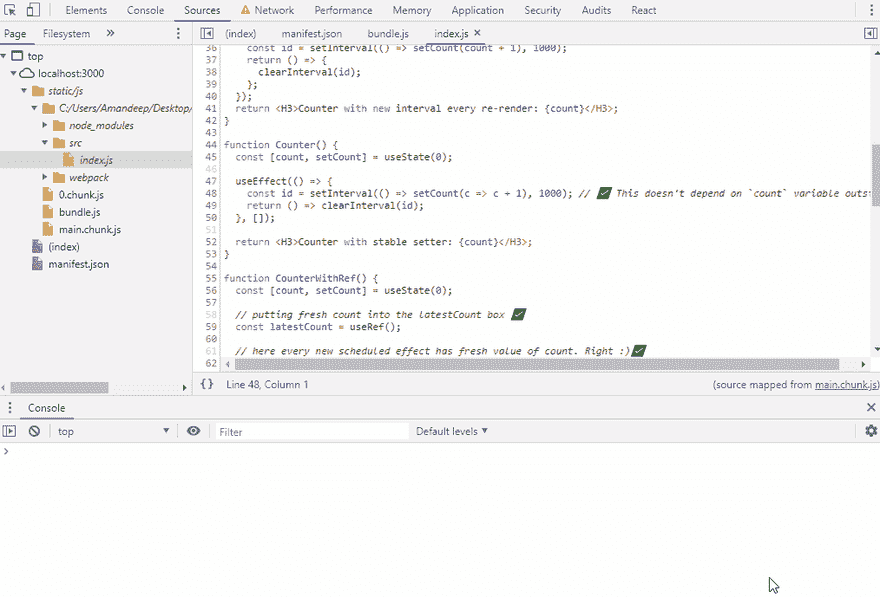 Elements Console Sources Network Performance Memory Application Security Audits React
Page Filesystem »
(index) manifest.json bundle.js index.js ×
top
localhost:3000
static/js
C:/Users/Amandeep/Desktop/
node_modules
src
index.js
webpack
0.chunk.js
bundle.js
main.chunk.js
(index)
manifest.json
36 const id = setInterval(() => setCount(count + 1), 1000);
37 return () => {
38 clearInterval(id);
39 };
40 });
41 return <H3>Counter with new interval every re-render: {count}</H3>;
42 }
43
44 function Counter() {
45 const [count, setCount] = useState(0);
46
47 useEffect(() => {
48 const id = setInterval(() => setCount(c => c + 1), 1000); // ✅ This doesn't depend on `count` variable outs
49 return () => clearInterval(id);
50 }, []);
51
52 return <H3>Counter with stable setter: {count}</H3>;
53 }
54
55 function CounterWithRef() {
56 const [count, setCount] = useState(0);
57
58 // putting fresh count into the latestCount box ✅
59 const latestCount = useRef();
60
61 // here every new scheduled effect has fresh value of count. Right :)✅
62
{} Line 48, Column 1 (source mapped from main.chunk.js)
Console ×
top Filter Default levels ▼
>